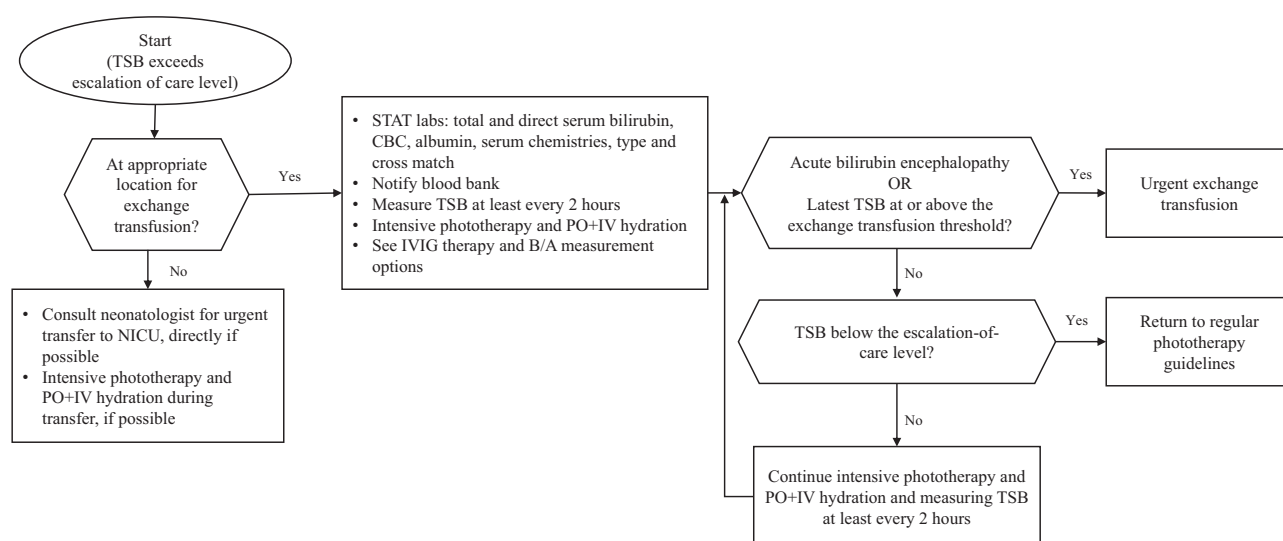 Start
(TSB exceeds
escalation of care level)
At appropriate
location for
exchange
transfusion?
Yes
No
• Consult neonatologist for urgent
transfer to NICU, directly if
possible
• Intensive phototherapy and
PO+IV hydration during
transfer, if possible
• STAT labs: total and direct serum bilirubin,
CBC, albumin, serum chemistries, type and
cross match
• Notify blood bank
• Measure TSB at least every 2 hours
• Intensive phototherapy and PO+IV hydration
• See IVIG therapy and B/A measurement
options
Acute bilirubin encephalopathy
OR
Latest TSB at or above the
exchange transfusion threshold?
Yes
Urgent exchange
transfusion
No
TSB below the escalation-of-
care level?
Yes
Return to regular
phototherapy
guidelines
No
Continue intensive phototherapy and
PO+IV hydration and measuring TSB
at least every 2 hours